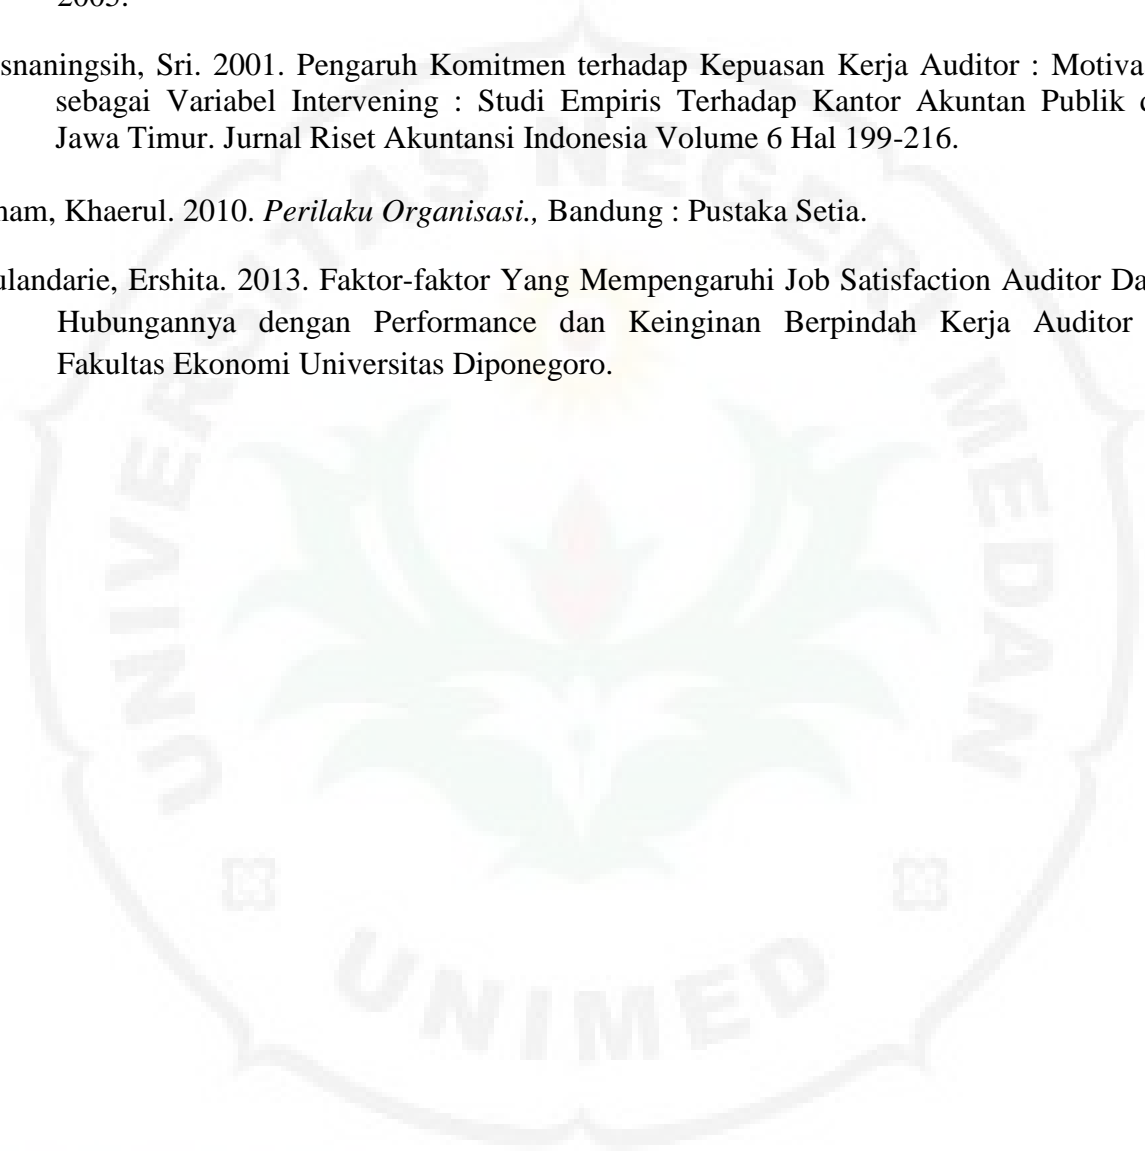 2005.
snaningsih, Sri. 2001. Pengaruh Komitmen terhadap Kepuasan Kerja Auditor : Motiva
sebagai Variabel Intervening : Studi Empiris Terhadap Kantor Akuntan Publik d
Jawa Timur. Jurnal Riset Akuntansi Indonesia Volume 6 Hal 199-216.
nam, Khaerul. 2010. Perilaku Organisasi., Bandung : Pustaka Setia.
ulandarie, Ershita. 2013. Faktor-faktor Yang Mempengaruhi Job Satisfaction Auditor Da
Hubungannya dengan Performance dan Keinginan Berpindah Kerja Auditor
Fakultas Ekonomi Universitas Diponegoro.
UNIVERSITAS NEGERI MEDAN
UNIMED